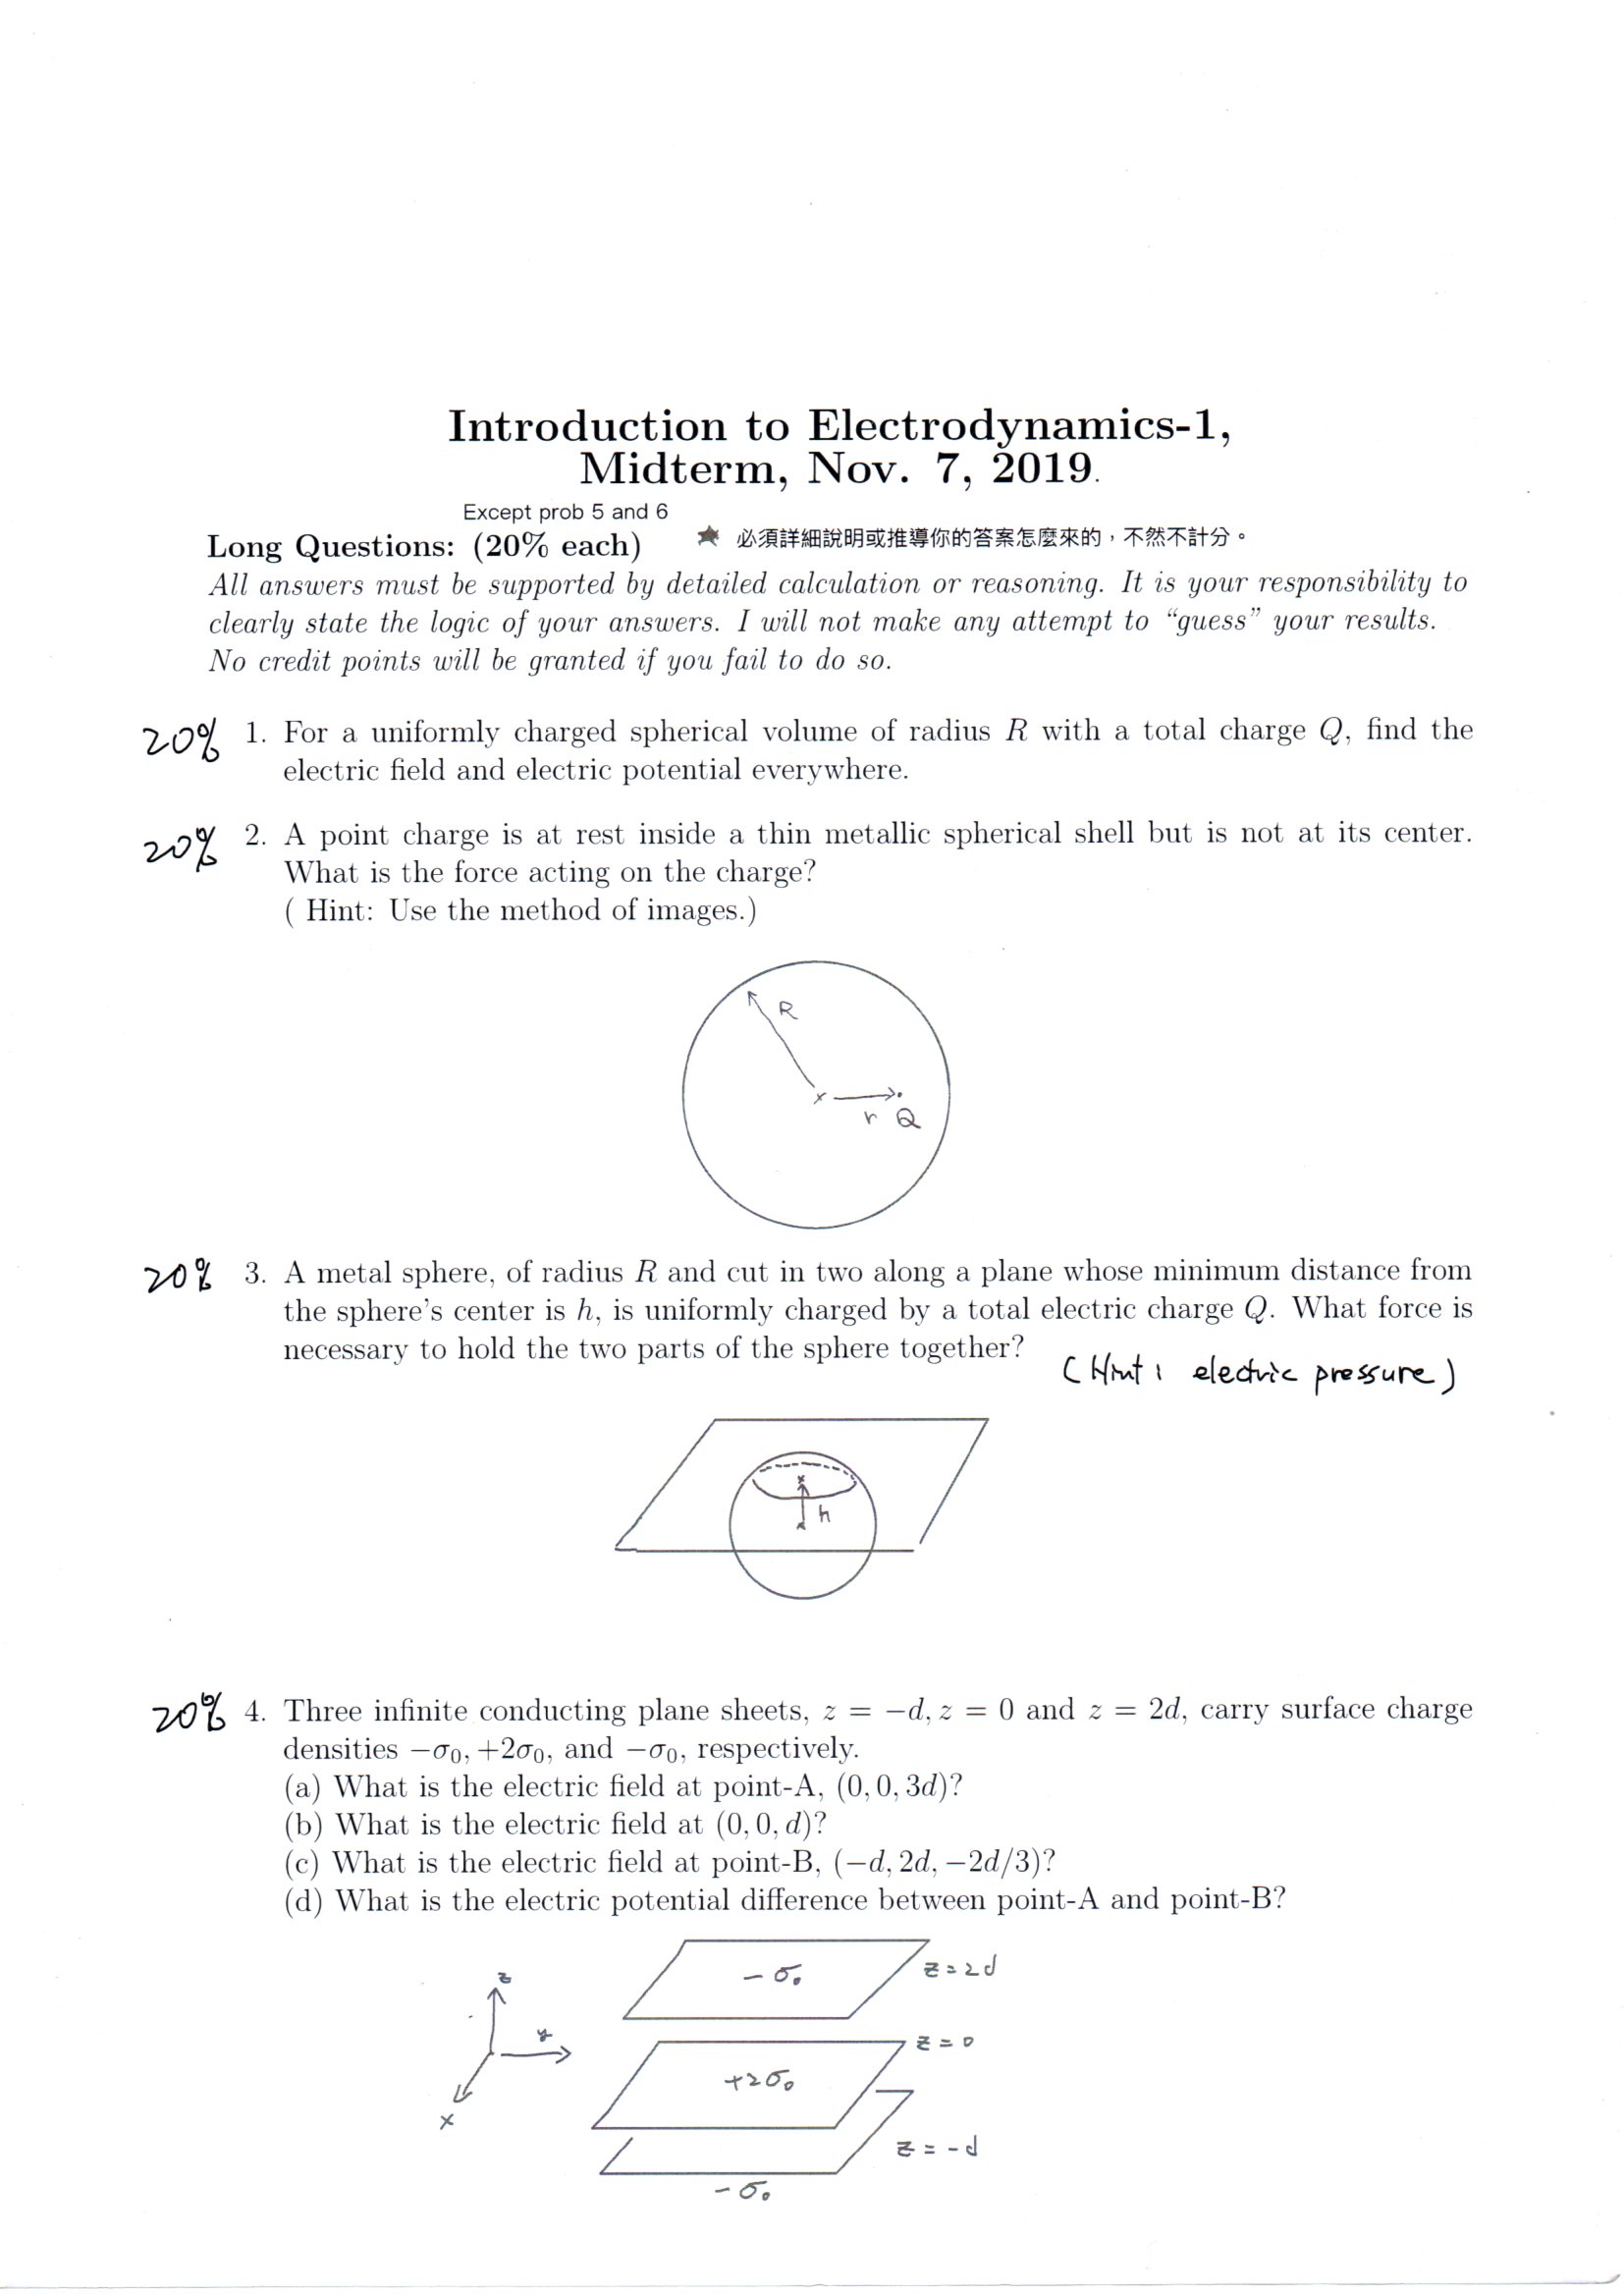 Introduction to Electrodynamics-1,
Midterm, Nov. 7, 2019.
Except prob 5 and 6
Long Questions: (20% each) ★ 必須詳細說明或推導你的答案怎麼來的，不然不計分。
All answers must be supported by detailed calculation or reasoning. It is your responsibility to
clearly state the logic of your answers. I will not make any attempt to “guess” your results.
No credit points will be granted if you fail to do so.
20% 1. For a uniformly charged spherical volume of radius R with a total charge Q, find the
electric field and electric potential everywhere.
20% 2. A point charge is at rest inside a thin metallic spherical shell but is not at its center.
What is the force acting on the charge?
( Hint: Use the method of images.)
R
r Q
20% 3. A metal sphere, of radius R and cut in two along a plane whose minimum distance from
the sphere's center is h, is uniformly charged by a total electric charge Q. What force is
necessary to hold the two parts of the sphere together?
(Hint: electric pressure)
h
20% 4. Three infinite conducting plane sheets, z = −d, z = 0 and z = 2d, carry surface charge
densities −σ₀, +2σ₀, and −σ₀, respectively.
(a) What is the electric field at point-A, (0, 0, 3d)?
(b) What is the electric field at (0, 0, d)?
(c) What is the electric field at point-B, (−d, 2d, −2d/3)?
(d) What is the electric potential difference between point-A and point-B?
z
y
x
−σ₀ z=2d
z=0
+2σ₀
z=-d
−σ₀